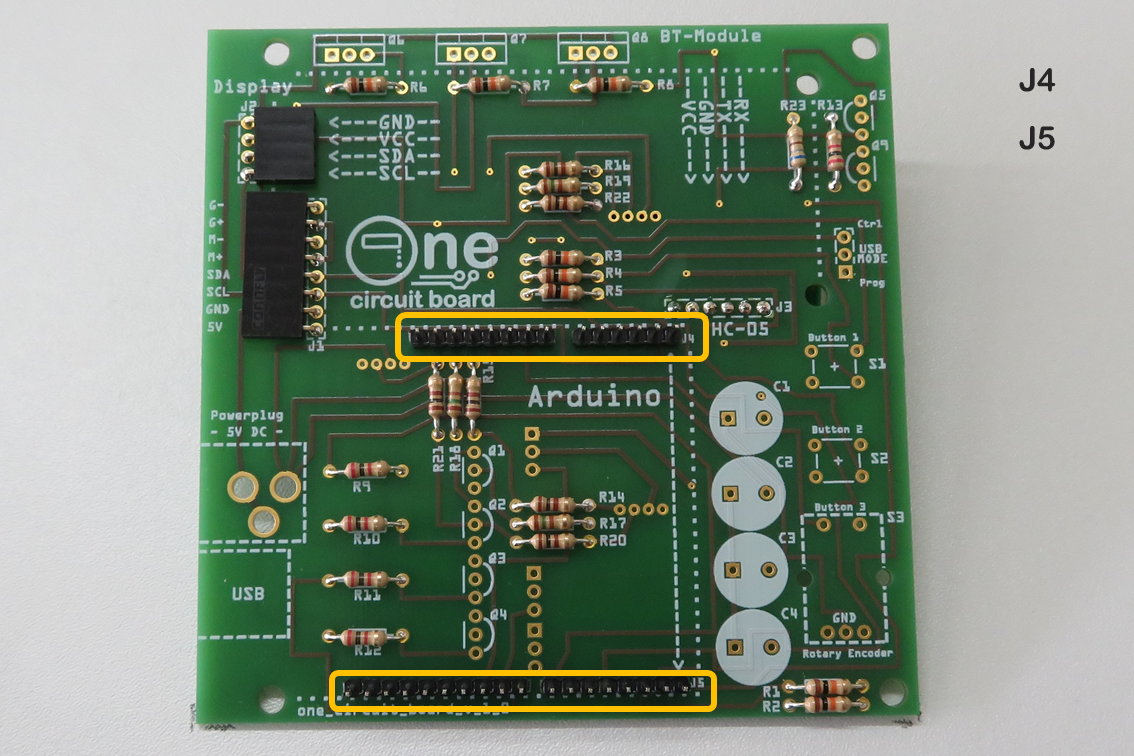 Q6
Q7
Q8 BT-Module
J4
J5
Display
R6
R7
R8
J2
R23 R13
Q5
Q9
<---GND-
<---VCC-
<---SDA-
<---SCL-
VCC
GND
TX
RX
R16
R19
R22
G-
G+
M-
M+
SDA
SCL
GND
5V
J1
One
circuit board
R3
R4
R5
Ctrl
USB
MODE
Prog
J3
HC-05
J4
Button 1
S1
Arduino
C1
Powerplug
- 5V DC -
R21
R18
Button 2
S2
Q1
C2
R9
Q2
R14
R17
R20
Button 3
S3
R10
Q3
C3
R11
USB
Q4
C4
GND
R12
Rotary Encoder
J5
R1
R2